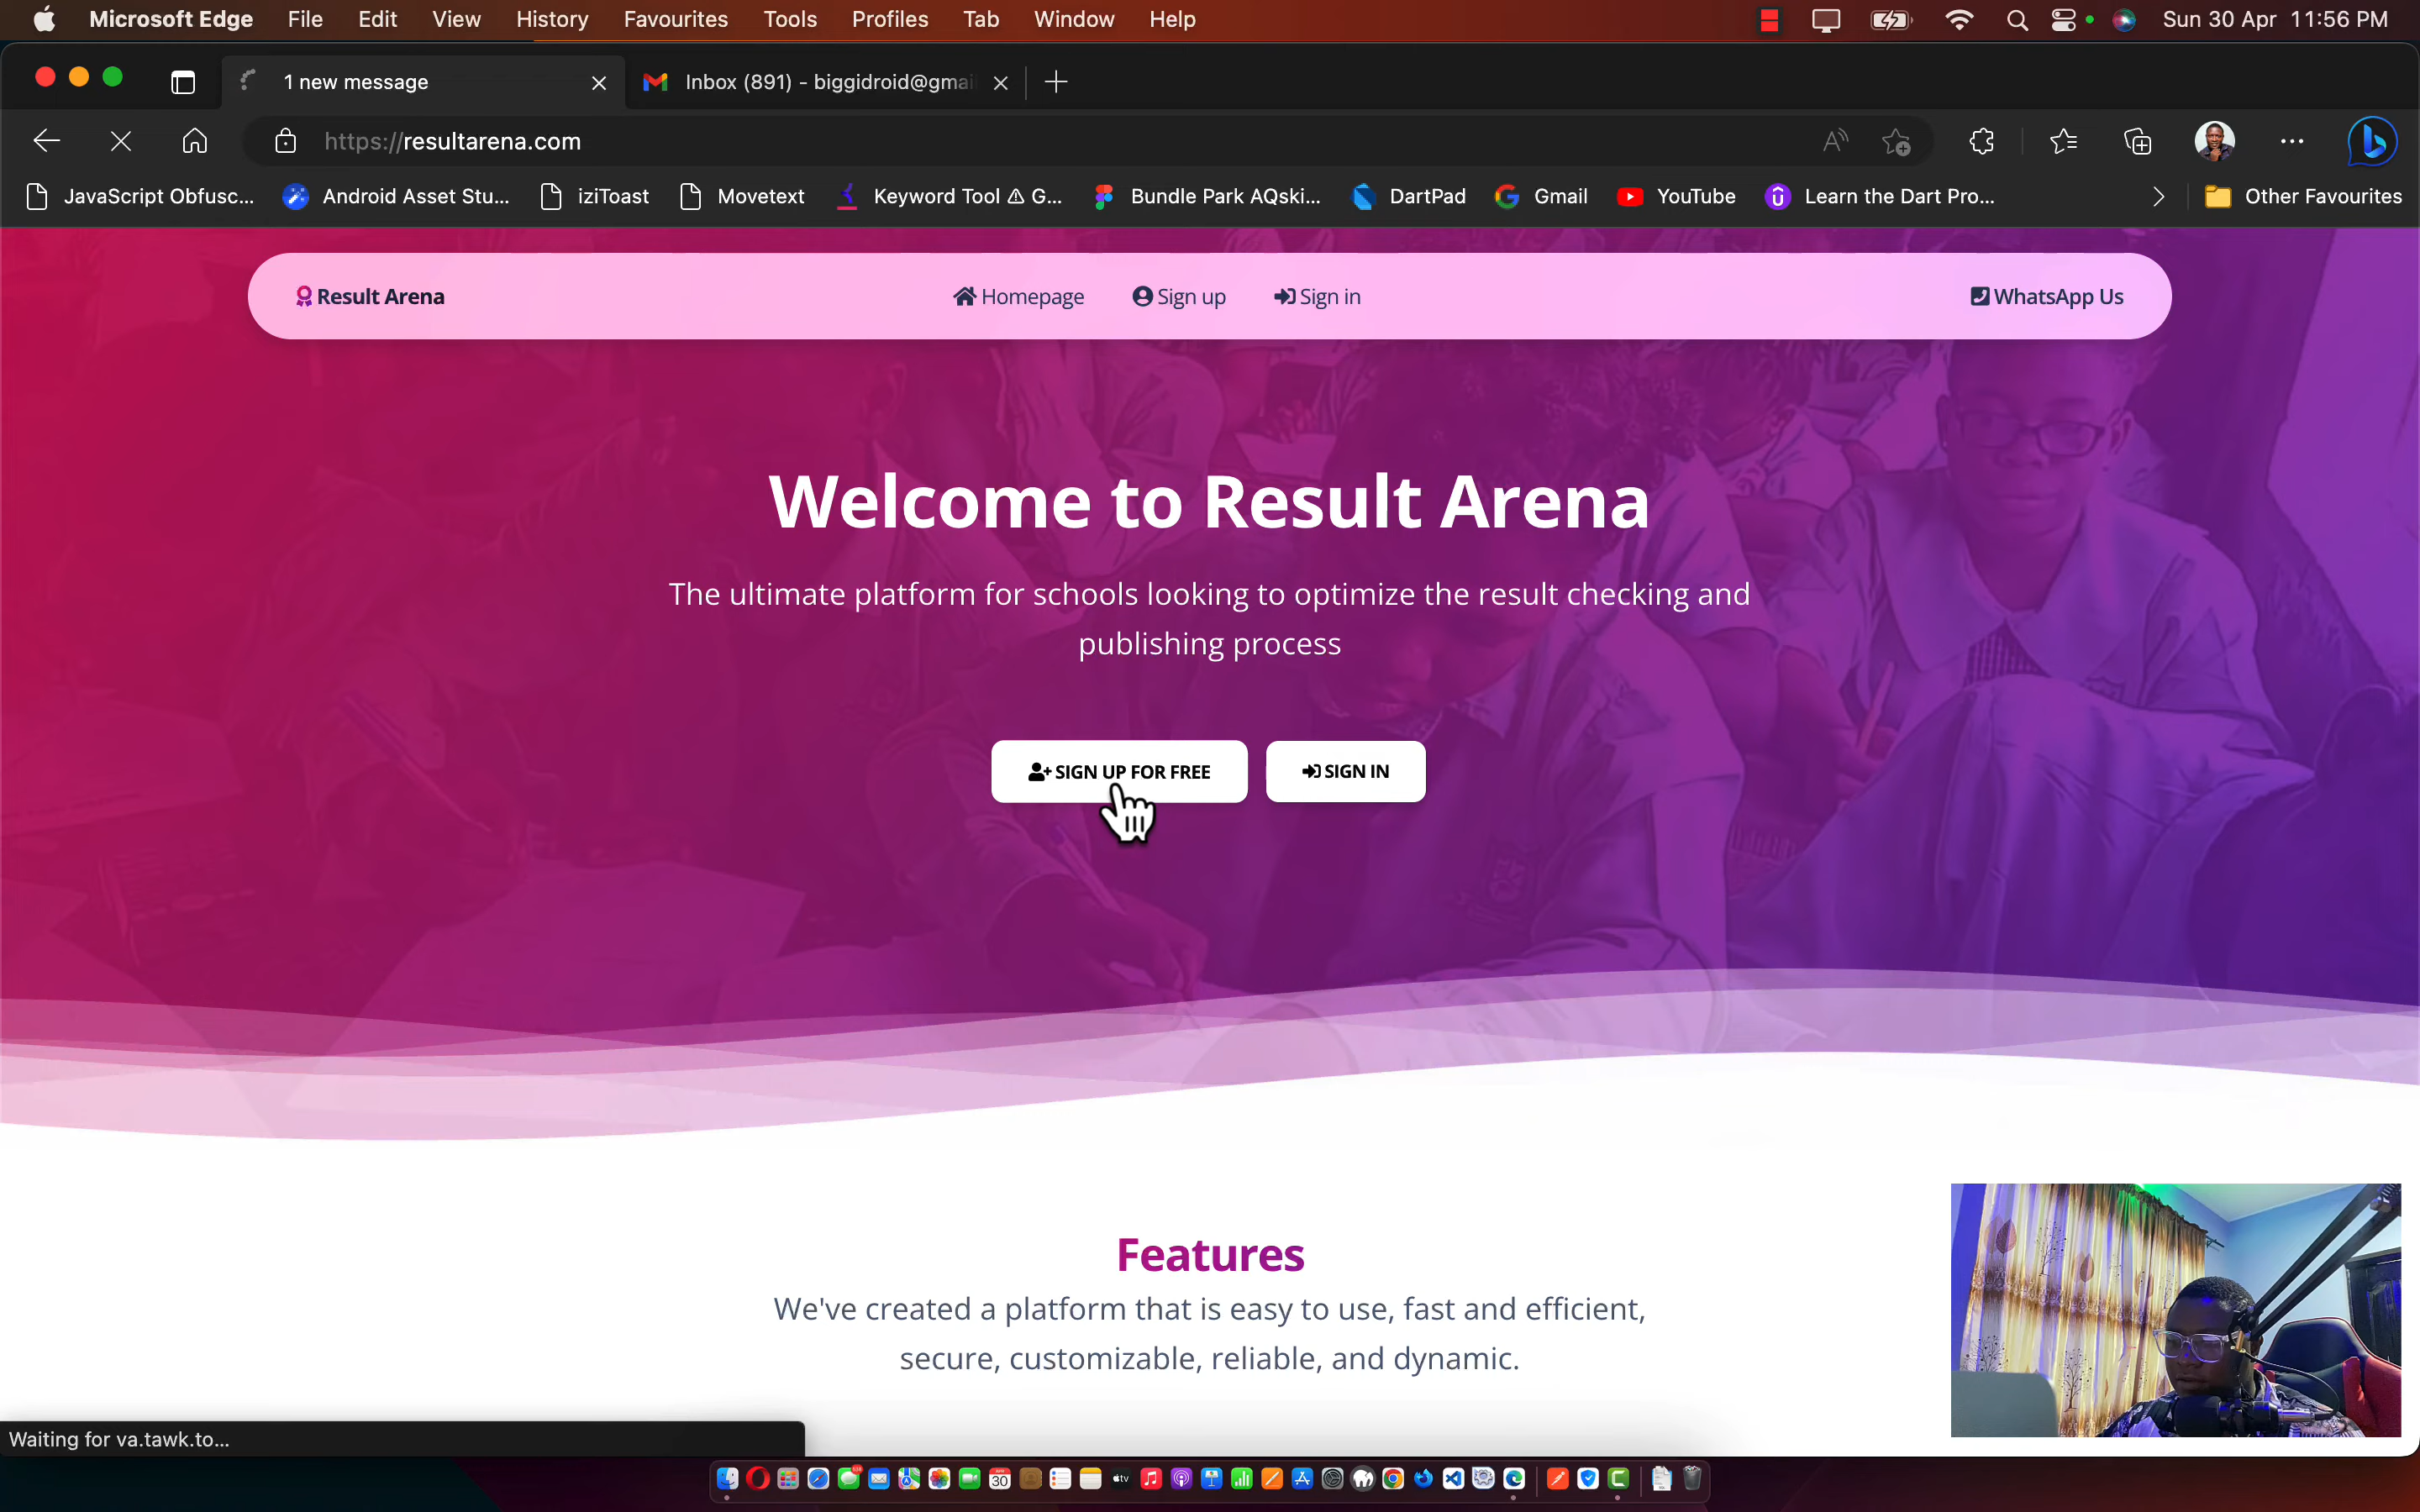 Microsoft Edge File Edit View History Favourites Tools Profiles Tab Window Help Sun 30 Apr 11:56 PM
1 new message Inbox (891) - biggidroid@gmai
https://resultarena.com
JavaScript Obfusc... Android Asset Stu... iziToast Movetext Keyword Tool ⚠ G... Bundle Park AQski... DartPad Gmail YouTube Learn the Dart Pro... Other Favourites
Result Arena Homepage Sign up Sign in WhatsApp Us
Welcome to Result Arena
The ultimate platform for schools looking to optimize the result checking and
publishing process
SIGN UP FOR FREE SIGN IN
Features
We've created a platform that is easy to use, fast and efficient,
secure, customizable, reliable, and dynamic.
Waiting for va.tawk.to...
tv 30